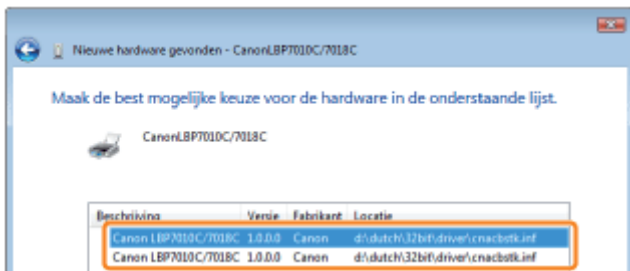 Nieuwe hardware gevonden - CanonLBP7010C/7018C
Maak de best mogelijke keuze voor de hardware in de onderstaande lijst.
CanonLBP7010C/7018C
Beschrijving Versie Fabrikant Locatie
Canon LBP7010C/7018C 1.0.0.0 Canon d:\dutch\32bit\driver\cnacbstk.inf
Canon LBP7010C/7018C 1.0.0.0 Canon d:\dutch\32bit\driver\cnacbstk.inf